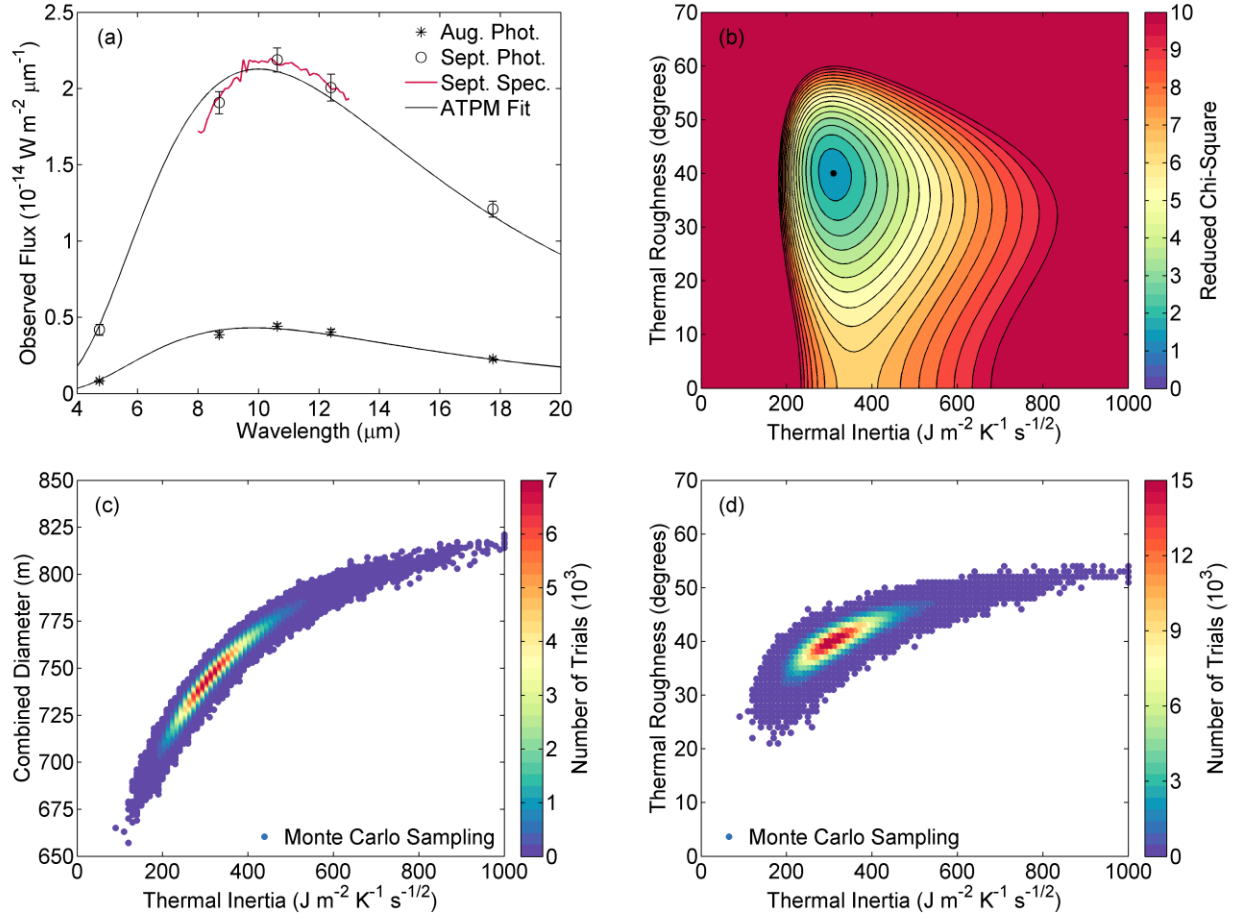 (a)
Aug. Phot.
Sept. Phot.
Sept. Spec.
ATPM Fit
2.5
2
1.5
1
0.5
0
4 6 8 10 12 14 16 18 20
Observed Flux (10⁻¹⁴ W m⁻² μm⁻¹)
Wavelength (μm)
(b)
70
60
50
40
30
20
10
0
0 200 400 600 800 1000
Thermal Roughness (degrees)
Thermal Inertia (J m⁻² K⁻¹ s⁻¹/²)
10
9
8
7
6
5
4
3
2
1
0
Reduced Chi-Square
(c)
850
825
800
775
750
725
700
675
650
0 200 400 600 800 1000
Combined Diameter (m)
Thermal Inertia (J m⁻² K⁻¹ s⁻¹/²)
Monte Carlo Sampling
7
6
5
4
3
2
1
0
Number of Trials (10³)
(d)
70
60
50
40
30
20
10
0
0 200 400 600 800 1000
Thermal Roughness (degrees)
Thermal Inertia (J m⁻² K⁻¹ s⁻¹/²)
Monte Carlo Sampling
15
12
9
6
3
0
Number of Trials (10³)